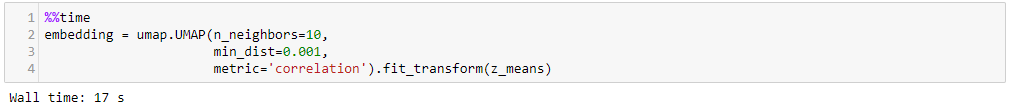 1 %%time
2 embedding = umap.UMAP(n_neighbors=10,
3                       min_dist=0.001,
4                       metric='correlation').fit_transform(z_means)
Wall time: 17 s